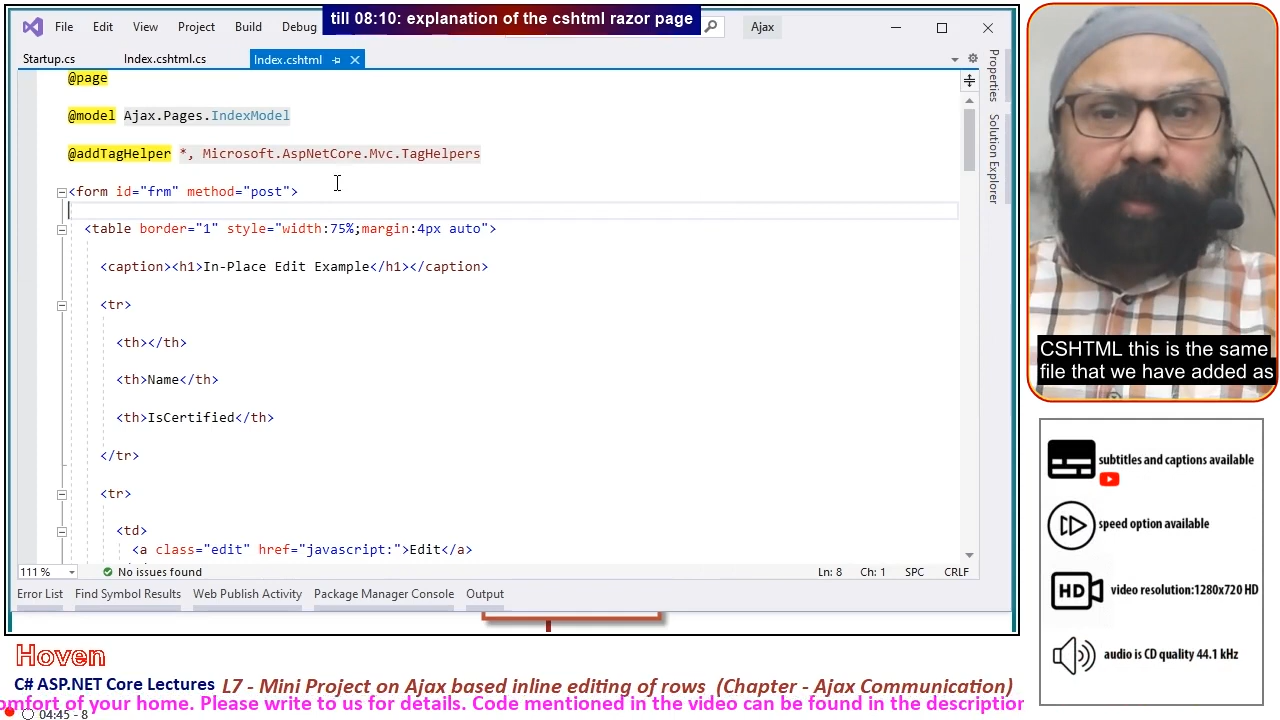 till 08:10: explanation of the cshtml razor page
File Edit View Project Build Debug Ajax
Startup.cs Index.cshtml.cs Index.cshtml
@page
@model Ajax.Pages.IndexModel
@addTagHelper *, Microsoft.AspNetCore.Mvc.TagHelpers
<form id="frm" method="post">
<table border="1" style="width:75%;margin:4px auto">
<caption><h1>In-Place Edit Example</h1></caption>
<tr>
<th></th>
<th>Name</th>
<th>IsCertified</th>
</tr>
<tr>
<td>
<a class="edit" href="javascript:">Edit</a>
111 % No issues found Ln: 8 Ch: 1 SPC CRLF
Error List Find Symbol Results Web Publish Activity Package Manager Console Output
Properties
Solution Explorer
CSHTML this is the same
file that we have added as
subtitles and captions available
speed option available
HD video resolution:1280x720 HD
audio is CD quality 44.1 kHz
Hoven
C# ASP.NET Core Lectures L7 - Mini Project on Ajax based inline editing of rows (Chapter - Ajax Communication)
omfort of your home. Please write to us for details. Code mentioned in the video can be found in the description
04:45 - 8